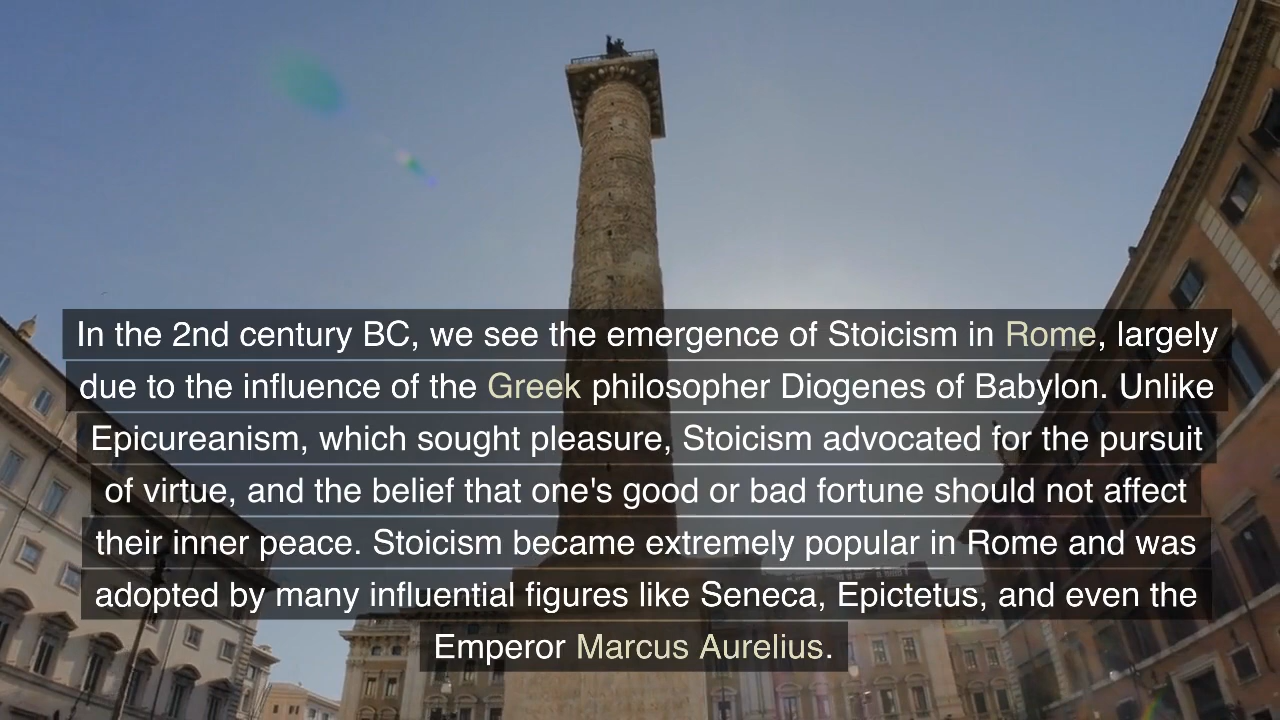 In the 2nd century BC, we see the emergence of Stoicism in Rome, largely
due to the influence of the Greek philosopher Diogenes of Babylon. Unlike
Epicureanism, which sought pleasure, Stoicism advocated for the pursuit
of virtue, and the belief that one's good or bad fortune should not affect
their inner peace. Stoicism became extremely popular in Rome and was
adopted by many influential figures like Seneca, Epictetus, and even the
Emperor Marcus Aurelius.